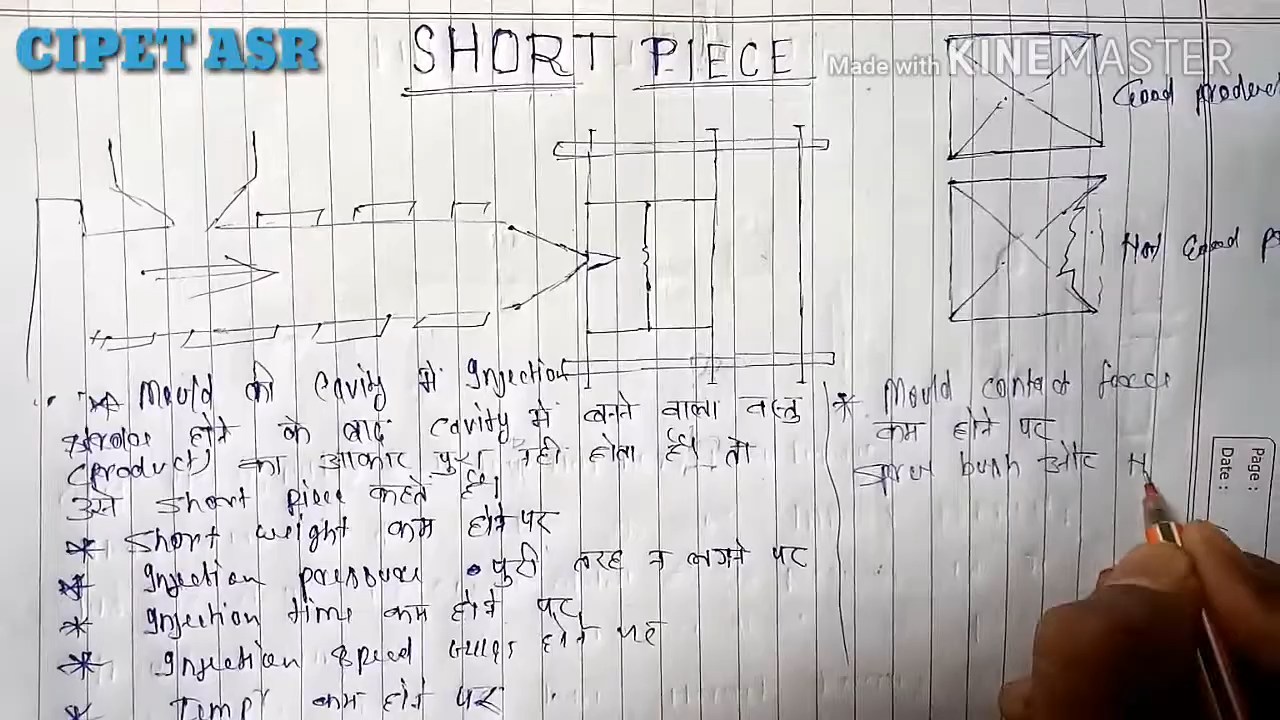 CIPET ASR
SHORT PIECE
Made with KINEMASTER
Good
Not Good
* Mould की Cavity में Injection
होने के बाद Cavity में बनने वाला वस्तु
(product) का आकार पुरा नही होता है। तो
उसे short piece कहते है।
* Short weight कम होने पर
* Injection pressure पुरी तरह न लगने पर
* Injection time कम होने पर
* Injection speed होने पर
* Temp कम होने पर
* Mould contact force
कम होने पर
bush और N
Page :
Date :